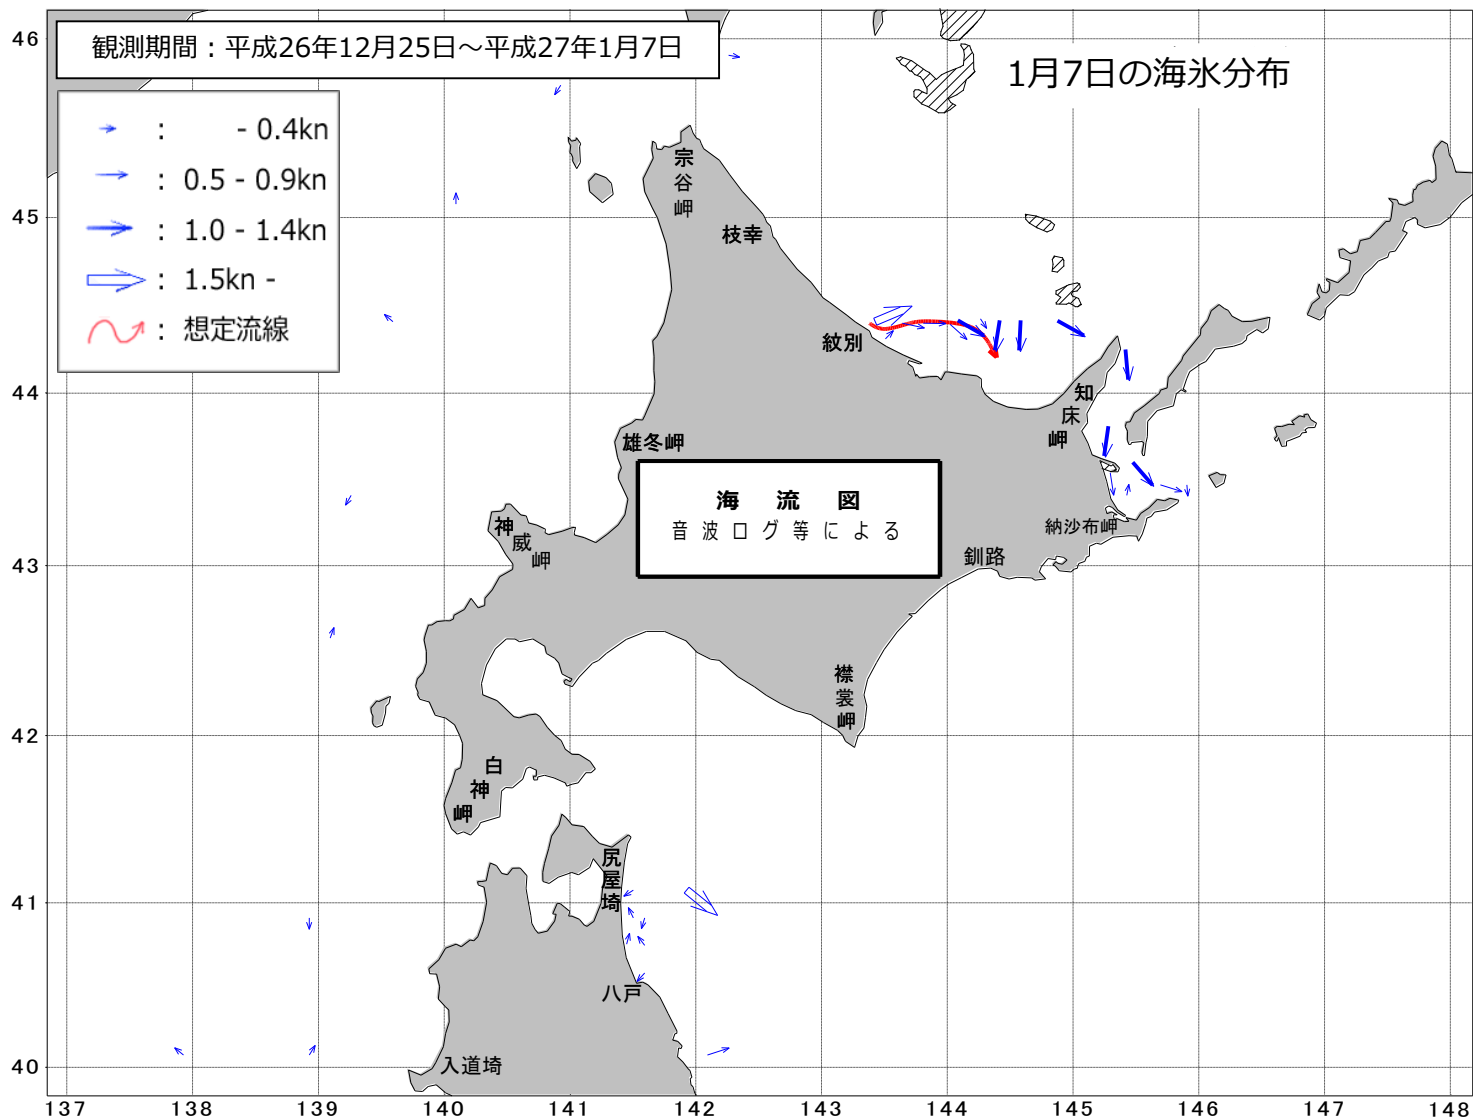 観測期間：平成26年12月25日～平成27年1月7日
1月7日の海氷分布
： - 0.4kn
： 0.5 - 0.9kn
： 1.0 - 1.4kn
： 1.5kn -
： 想定流線
宗谷岬
枝幸
紋別
知床岬
雄冬岬
海 流 図
音 波 ロ グ 等 に よ る
神威岬
納沙布岬
釧路
襟裳岬
白神岬
尻屋埼
八戸
入道埼
46
45
44
43
42
41
40
137 138 139 140 141 142 143 144 145 146 147 148